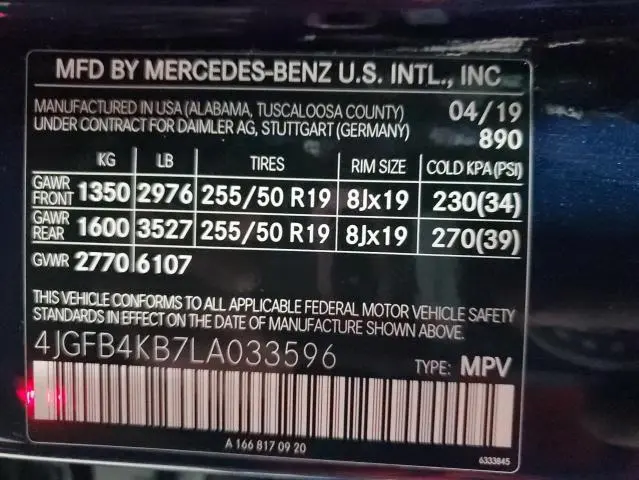 MFD BY MERCEDES-BENZ U.S. INTL., INC
MANUFACTURED IN USA (ALABAMA, TUSCALOOSA COUNTY) 04/19
UNDER CONTRACT FOR DAIMLER AG, STUTTGART (GERMANY) 890
KG LB TIRES RIM SIZE COLD KPA (PSI)
GAWR FRONT 1350 2976 255/50 R19 8Jx19 230(34)
GAWR REAR 1600 3527 255/50 R19 8Jx19 270(39)
GVWR 2770 6107
THIS VEHICLE CONFORMS TO ALL APPLICABLE FEDERAL MOTOR VEHICLE SAFETY
STANDARDS IN EFFECT ON THE DATE OF MANUFACTURE SHOWN ABOVE.
4JGFB4KB7LA033596 TYPE: MPV
A 166 817 09 20
6333845